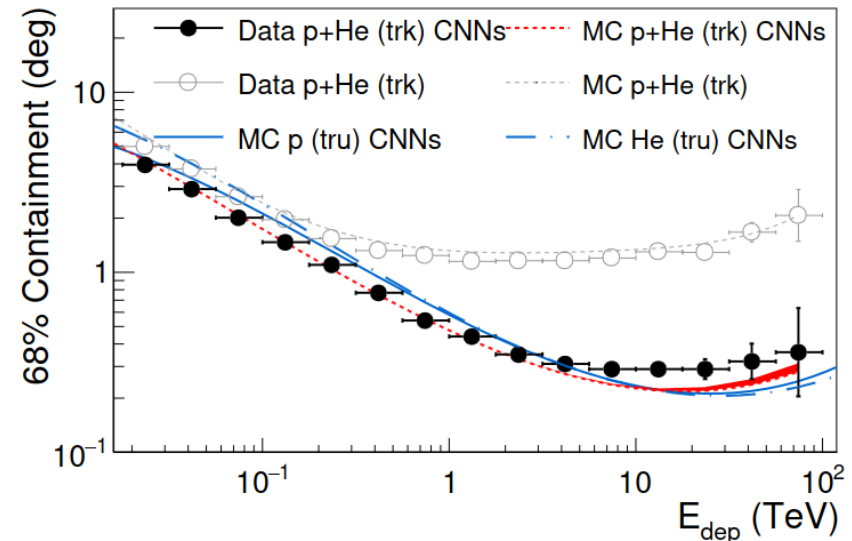 Data p+He (trk) CNNs MC p+He (trk) CNNs
Data p+He (trk) MC p+He (trk)
MC p (tru) CNNs MC He (tru) CNNs
68% Containment (deg)
10
1
10⁻¹
10⁻¹ 1 10 10²
E_dep (TeV)